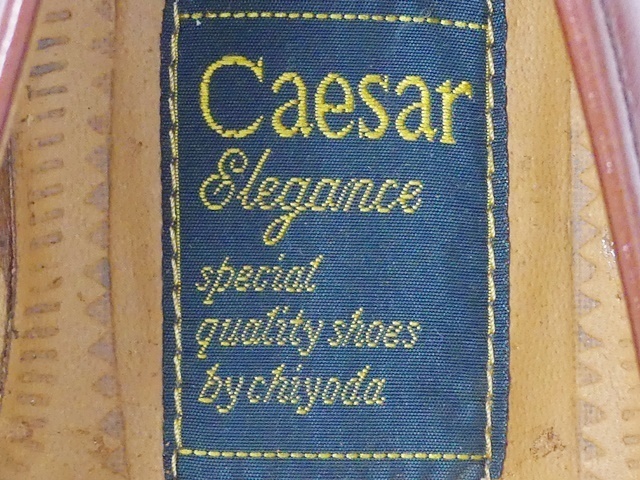 Caesar
Elegance
special
quality shoes
by chiyoda